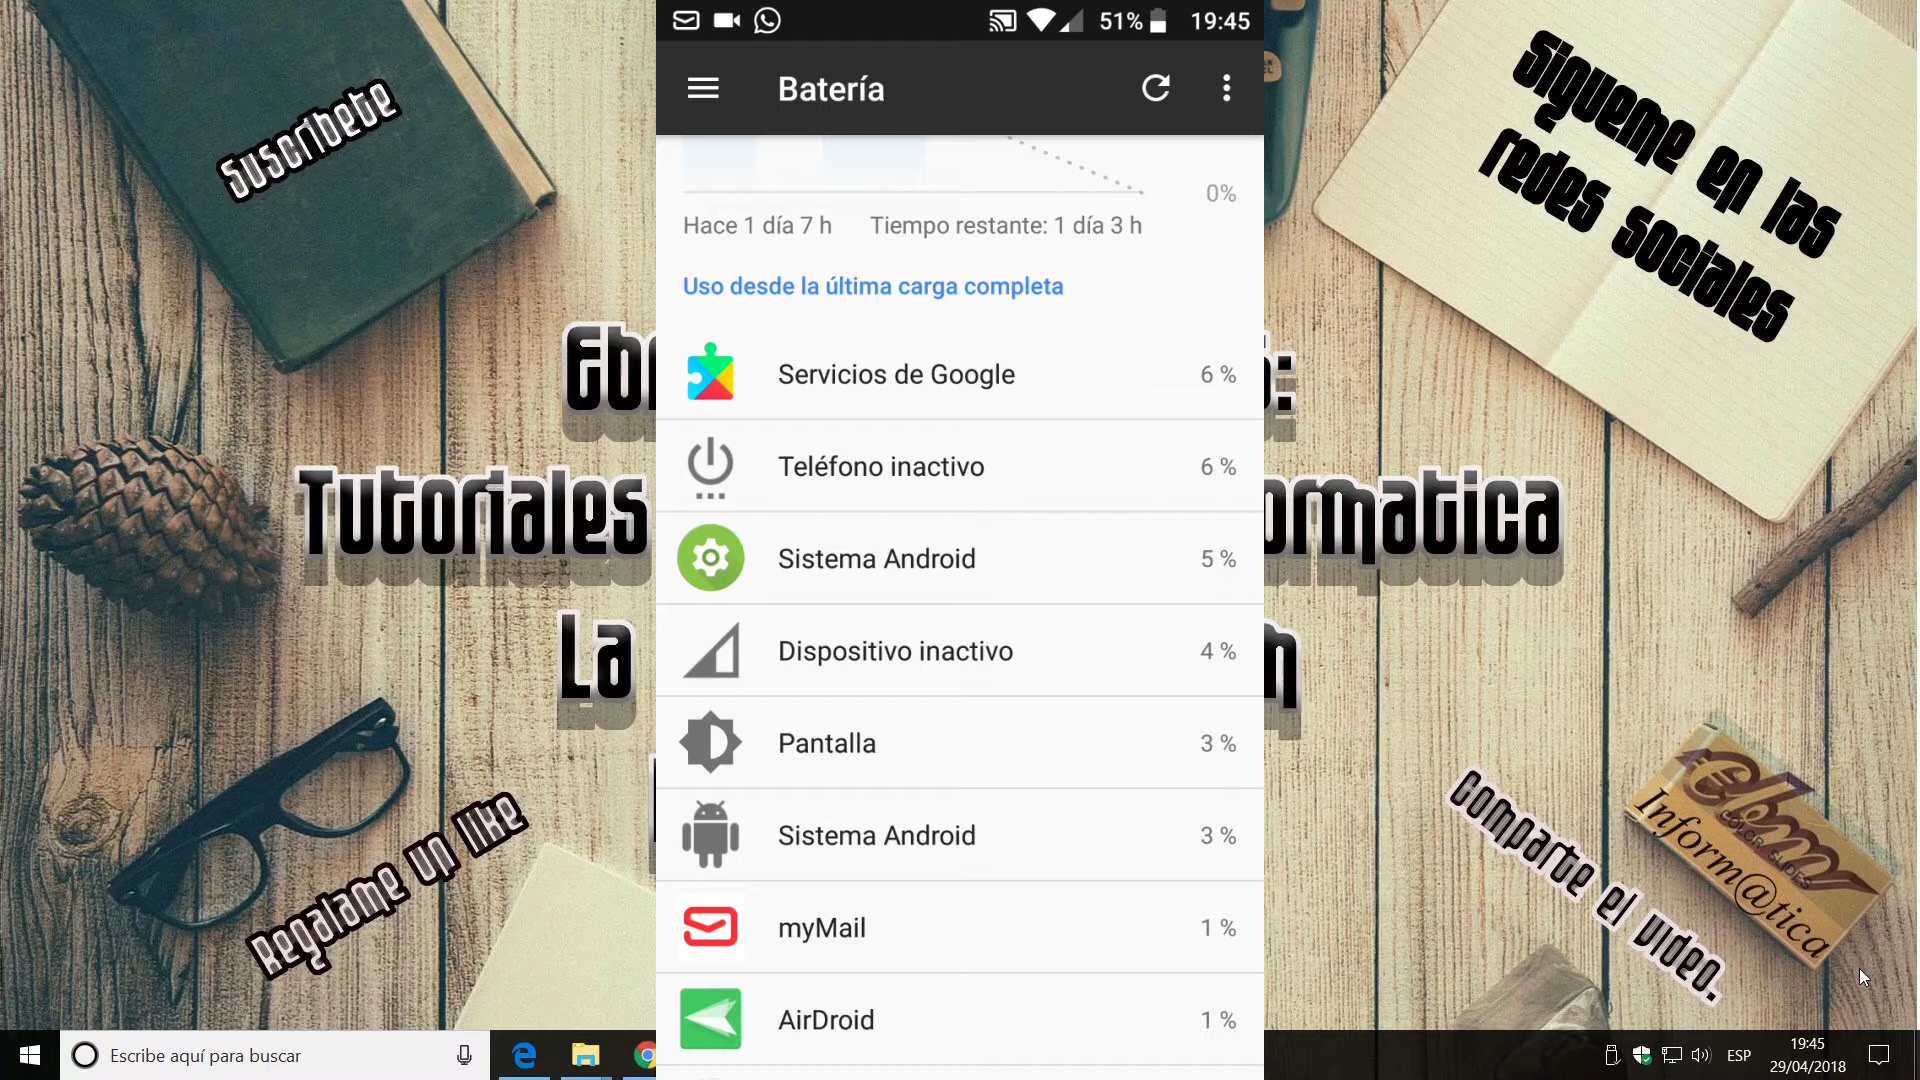 51%
19:45
Batería
0%
Hace 1 día 7 h
Tiempo restante: 1 día 3 h
Uso desde la última carga completa
Servicios de Google
6 %
Teléfono inactivo
6 %
Sistema Android
5 %
Dispositivo inactivo
4 %
Pantalla
3 %
Sistema Android
3 %
myMail
1 %
AirDroid
1 %
Suscribete
Sigueme en las
redes sociales
Tutoriales
La
Regalame un like
Comparte el video.
Ebm
COLOR SLIDES
Inform@tica
Escribe aquí para buscar
ESP
19:45
29/04/2018